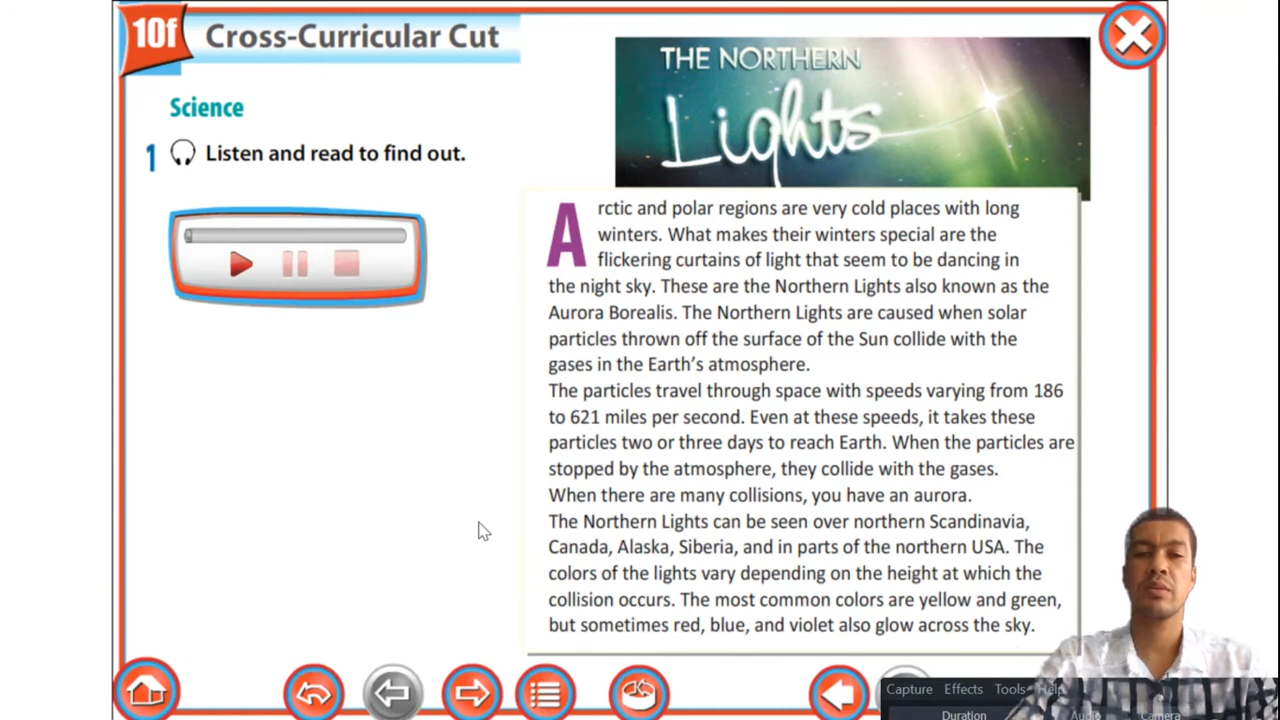 10f Cross-Curricular Cut
Science
1 Listen and read to find out.
THE NORTHERN
Lights
Arctic and polar regions are very cold places with long
winters. What makes their winters special are the
flickering curtains of light that seem to be dancing in
the night sky. These are the Northern Lights also known as the
Aurora Borealis. The Northern Lights are caused when solar
particles thrown off the surface of the Sun collide with the
gases in the Earth's atmosphere.
The particles travel through space with speeds varying from 186
to 621 miles per second. Even at these speeds, it takes these
particles two or three days to reach Earth. When the particles are
stopped by the atmosphere, they collide with the gases.
When there are many collisions, you have an aurora.
The Northern Lights can be seen over northern Scandinavia,
Canada, Alaska, Siberia, and in parts of the northern USA. The
colors of the lights vary depending on the height at which the
collision occurs. The most common colors are yellow and green,
but sometimes red, blue, and violet also glow across the sky.
Capture Effects Tools Help
Duration Audio Camera